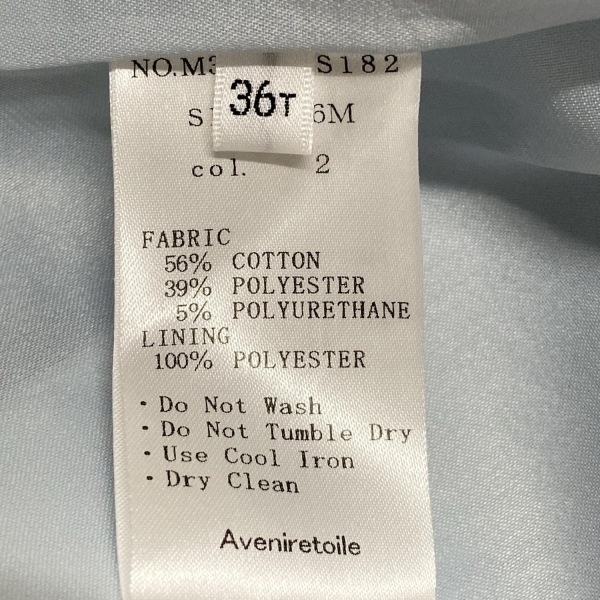 NO.M3 S182
36T
6M
col. 2
FABRIC
56% COTTON
39% POLYESTER
5% POLYURETHANE
LINING
100% POLYESTER
・Do Not Wash
・Do Not Tumble Dry
・Use Cool Iron
・Dry Clean
Aveniretoile